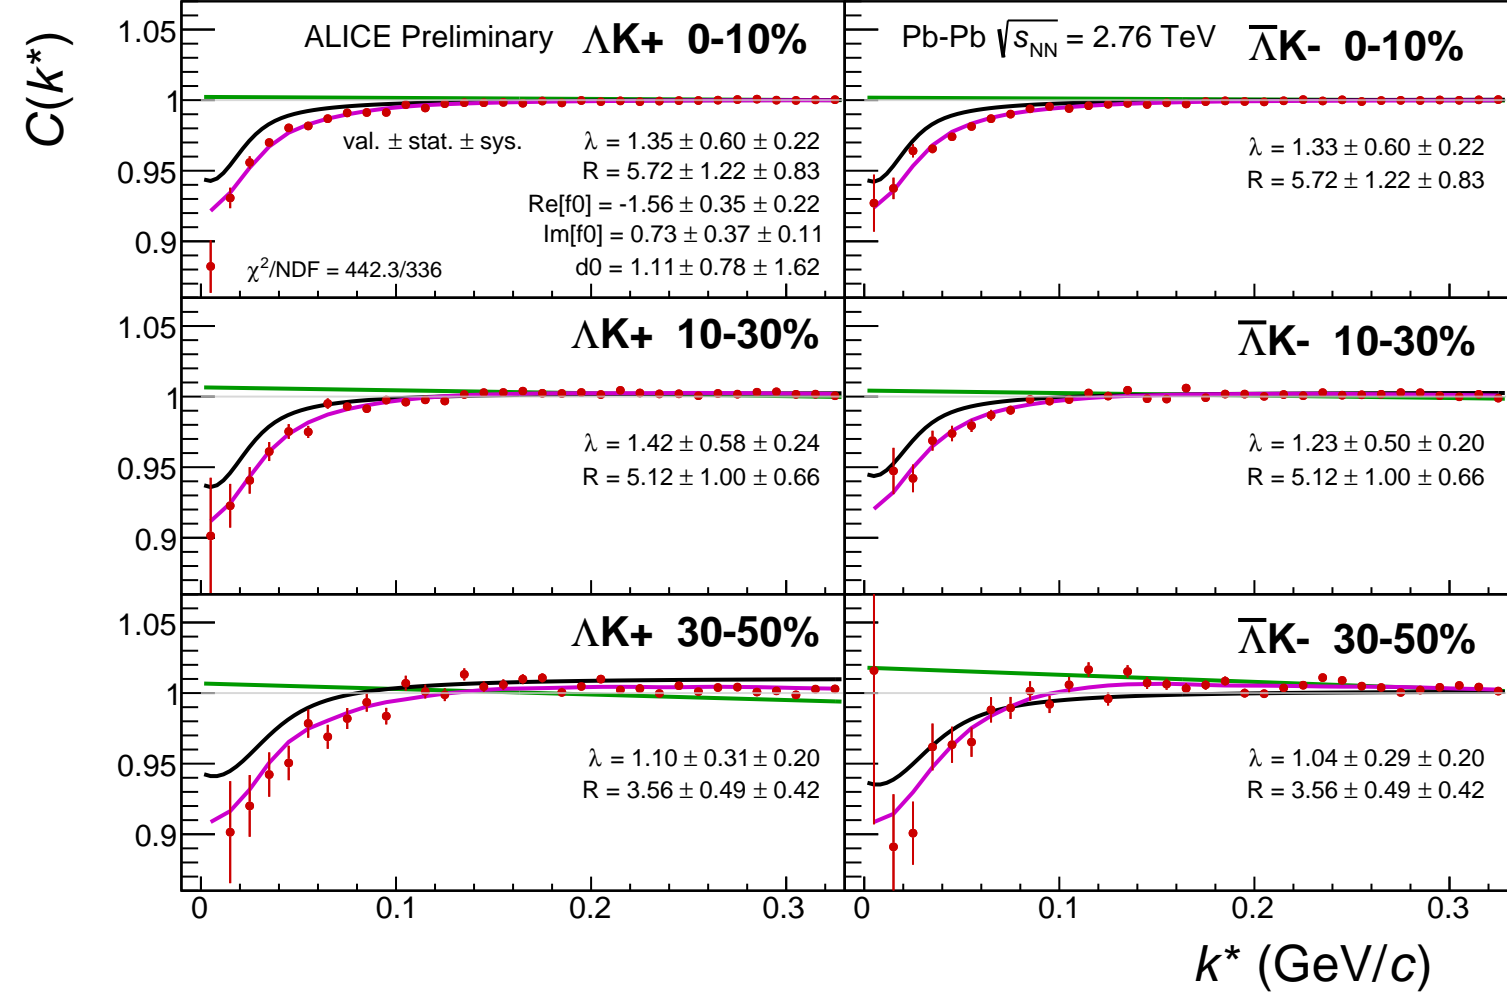 C(k*)
ALICE Preliminary ΛK+ 0-10%
val. ± stat. ± sys.
λ = 1.35 ± 0.60 ± 0.22
R = 5.72 ± 1.22 ± 0.83
Re[f0] = -1.56 ± 0.35 ± 0.22
Im[f0] = 0.73 ± 0.37 ± 0.11
d0 = 1.11 ± 0.78 ± 1.62
χ²/NDF = 442.3/336
1.05
1
0.95
0.9
Pb-Pb √s_NN = 2.76 TeV Λ̅K- 0-10%
λ = 1.33 ± 0.60 ± 0.22
R = 5.72 ± 1.22 ± 0.83
ΛK+ 10-30%
λ = 1.42 ± 0.58 ± 0.24
R = 5.12 ± 1.00 ± 0.66
1.05
1
0.95
0.9
Λ̅K- 10-30%
λ = 1.23 ± 0.50 ± 0.20
R = 5.12 ± 1.00 ± 0.66
ΛK+ 30-50%
λ = 1.10 ± 0.31 ± 0.20
R = 3.56 ± 0.49 ± 0.42
1.05
1
0.95
0.9
Λ̅K- 30-50%
λ = 1.04 ± 0.29 ± 0.20
R = 3.56 ± 0.49 ± 0.42
0 0.1 0.2 0.3
0 0.1 0.2 0.3
k* (GeV/c)